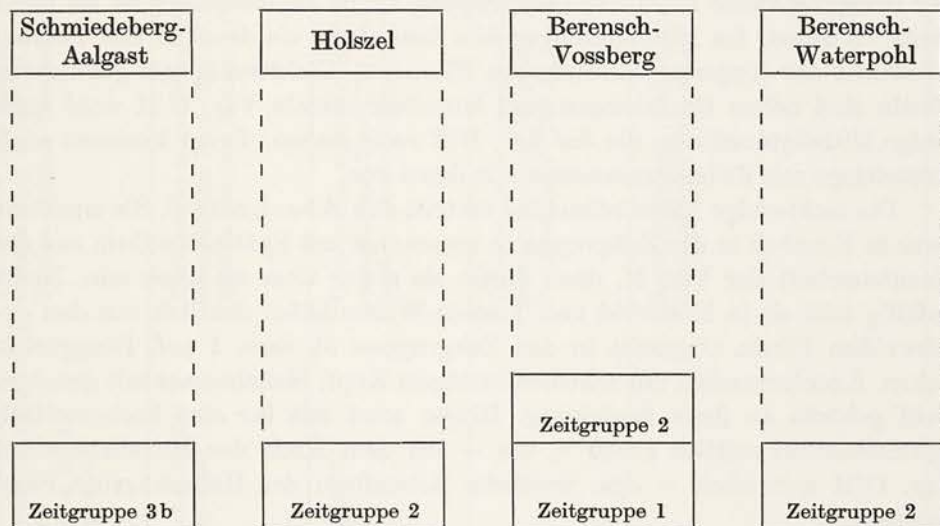 Schmiedeberg-
Aalgast
Holszel
Berensch-
Vossberg
Berensch-
Waterpohl
Zeitgruppe 2
Zeitgruppe 3b
Zeitgruppe 2
Zeitgruppe 1
Zeitgruppe 2